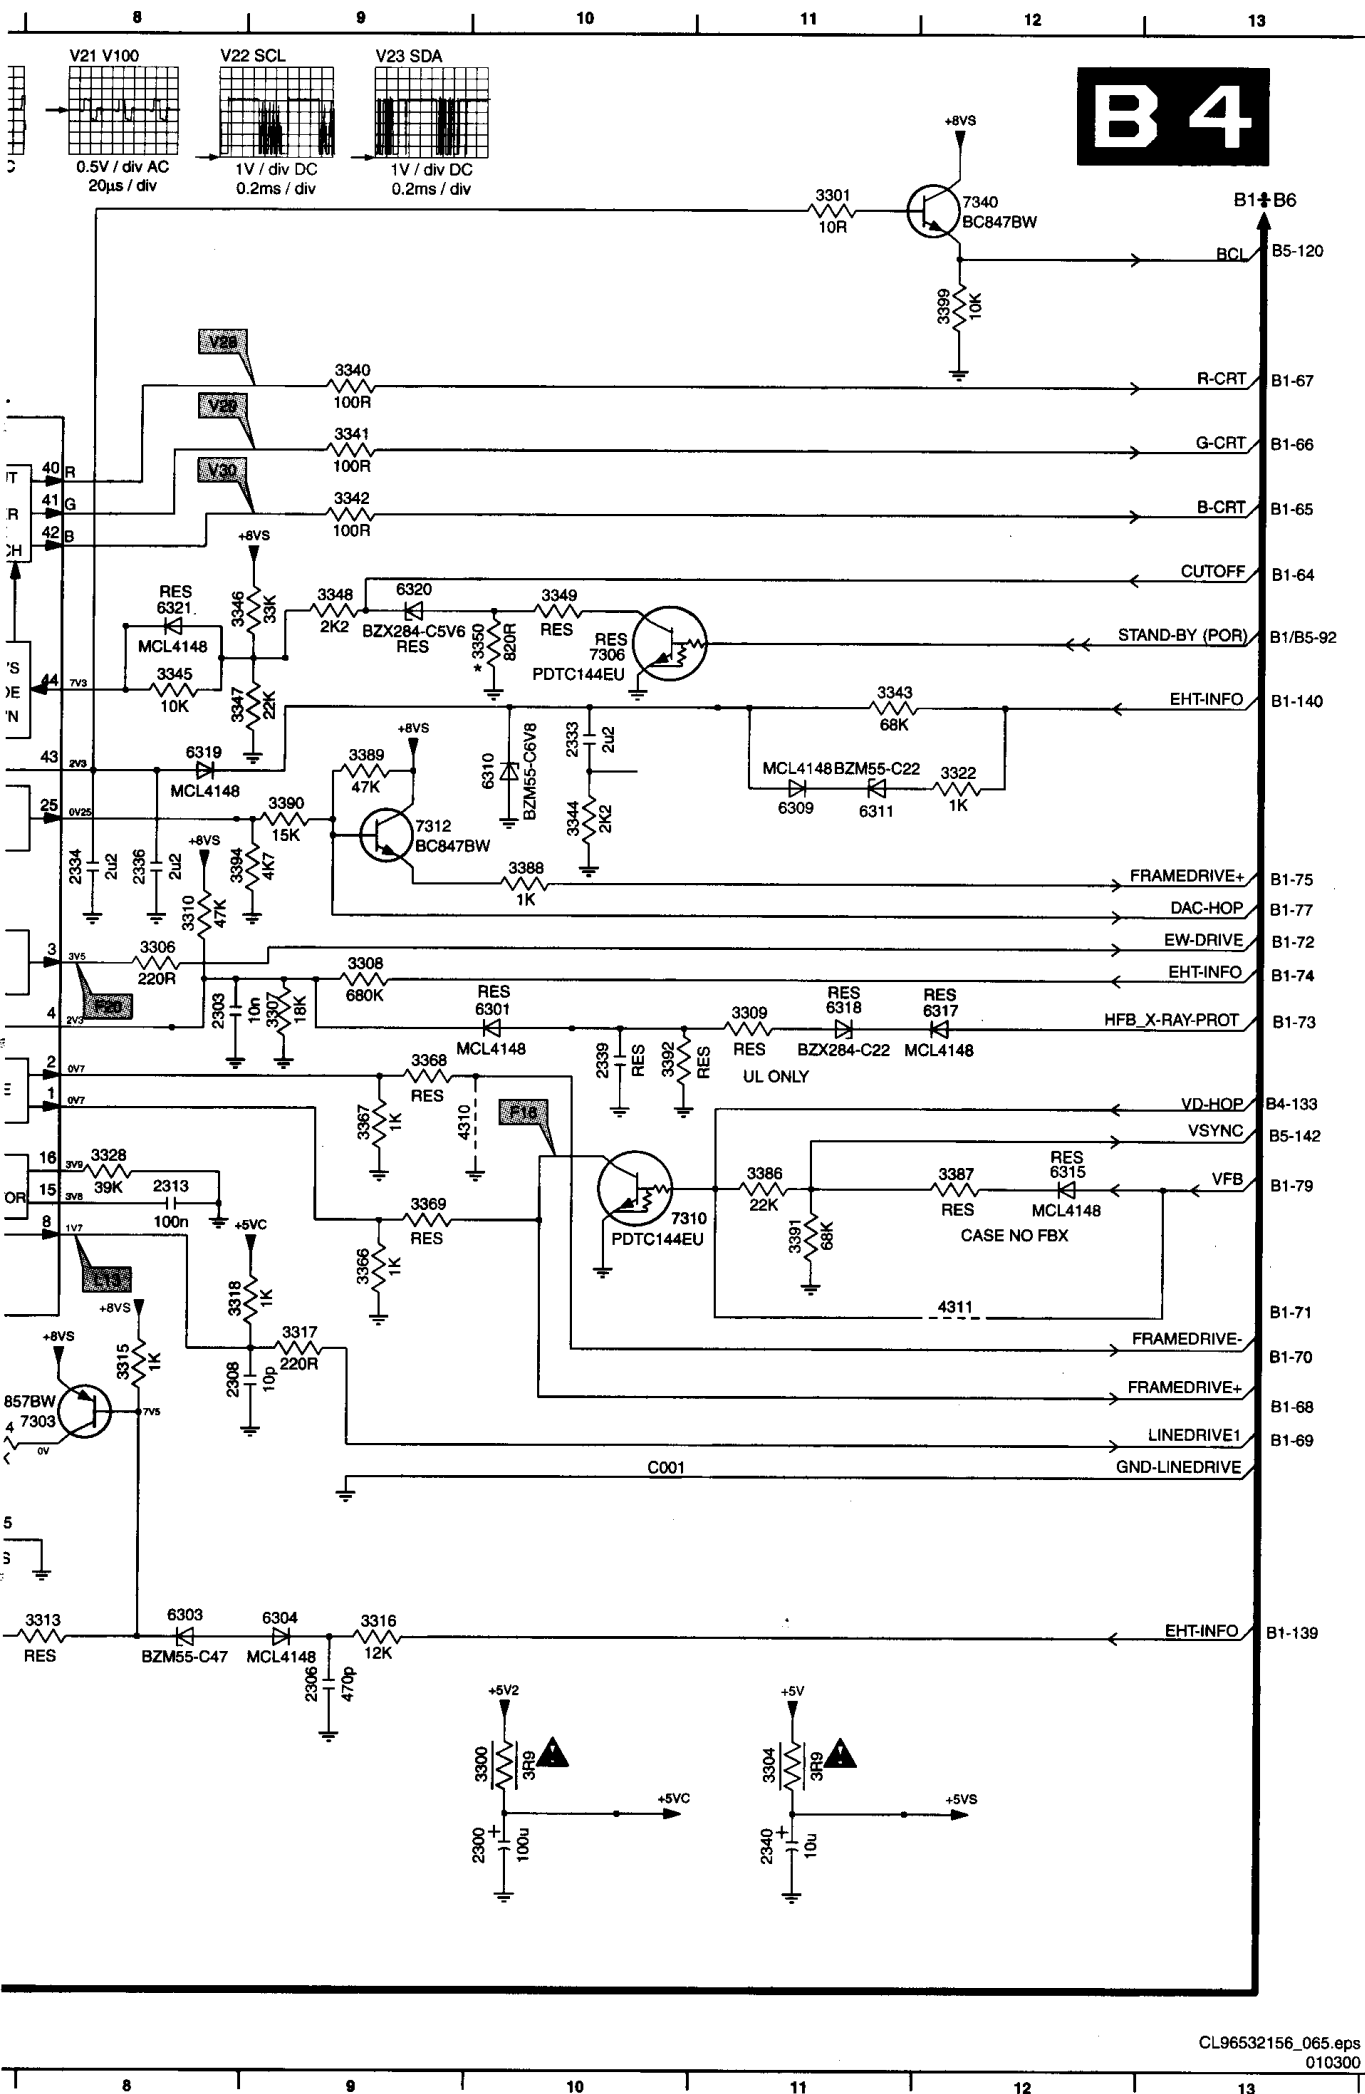 8 9 10 11 12 13
V21 V100
0.5V / div AC
20µs / div
V22 SCL
1V / div DC
0.2ms / div
V23 SDA
1V / div DC
0.2ms / div
B 4
+8VS
3301
10R
7340
BC847BW
B1 B6
BCL B5-120
3399
10K
V28
3340
100R
R-CRT B1-67
V29
3341
100R
G-CRT B1-66
40 R
V30
41 G
3342
100R
B-CRT B1-65
42 B
CH
+8VS
CUTOFF B1-64
RES
6321
MCL4148
3346
33K
3348
2K2
6320
BZX284-C5V6
RES
* 3350
820R
3349
RES
RES
7306
PDTC144EU
STAND-BY (POR) B1/B5-92
44 7V3
3345
10K
3347
22K
3343
68K
EHT-INFO B1-140
43 2V3
6319
MCL4148
3389
47K
+8VS
6310
BZM55-C6V8
2333
2u2
MCL4148 BZM55-C22
6309
6311
3322
1K
25 0V25
3390
15K
7312
BC847BW
3344
2K2
2334
2u2
2336
2u2
+8VS
3310
47K
3394
4K7
3388
1K
FRAMEDRIVE+ B1-75
DAC-HOP B1-77
3 3V5
3306
220R
EW-DRIVE B1-72
F20
3308
680K
EHT-INFO B1-74
4 2V3
2303
10n
3307
18K
RES
6301
MCL4148
3309
RES
RES
6318
BZX284-C22
RES
6317
MCL4148
HFB_X-RAY-PROT B1-73
2339
RES
3392
RES
UL ONLY
2 0V7
3368
RES
1 0V7
3367
1K
4310
F16
VD-HOP B4-133
VSYNC B5-142
16 3V9
3328
39K
15 3V8
2313
100n
7310
PDTC144EU
3386
22K
3387
RES
RES
6315
MCL4148
VFB B1-79
3391
68K
CASE NO FBX
8 1V7
3369
RES
3366
1K
+5VC
L13
3318
1K
4311
B1-71
+8VS
+8VS
3315
1K
3317
220R
2308
10p
FRAMEDRIVE- B1-70
857BW
7303
7V5
0V
FRAMEDRIVE+ B1-68
LINEDRIVE1 B1-69
C001
GND-LINEDRIVE
3313
RES
6303
BZM55-C47
6304
MCL4148
3316
12K
EHT-INFO B1-139
2306
470p
+5V2
3300
3R9
+5VC
2300
100u
+5V
3304
3R9
+5VS
2340
10u
CL96532156_065.eps
010300
8 9 10 11 12 13